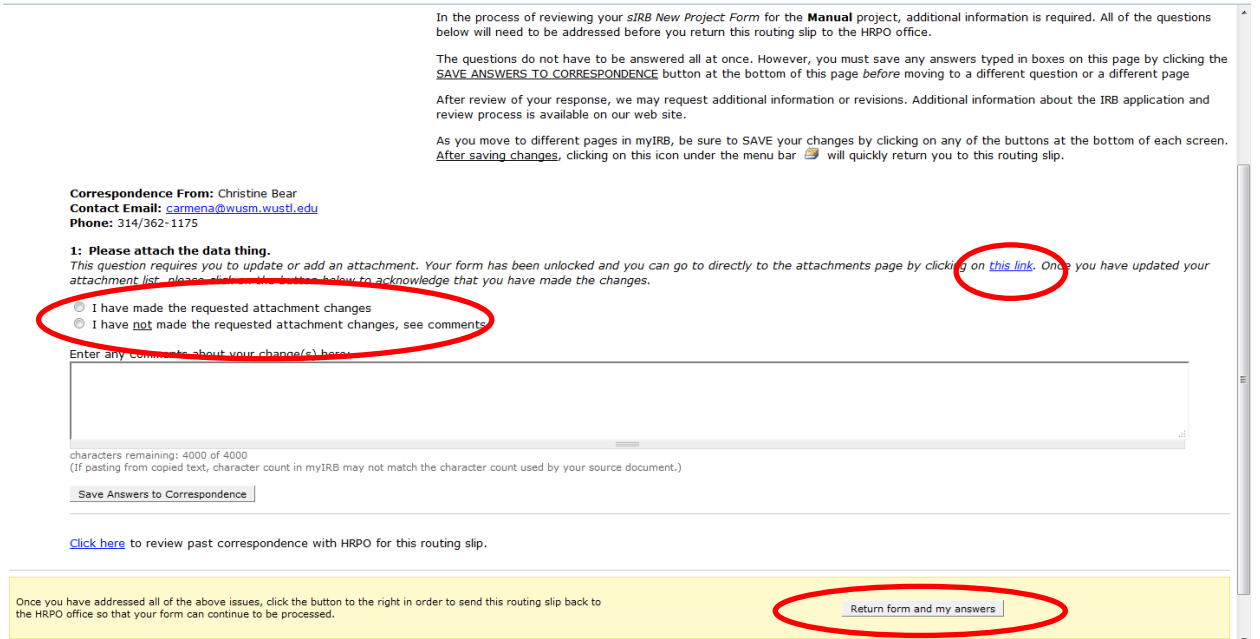 In the process of reviewing your sIRB New Project Form for the Manual project, additional information is required. All of the questions
below will need to be addressed before you return this routing slip to the HRPO office.
The questions do not have to be answered all at once. However, you must save any answers typed in boxes on this page by clicking the
SAVE ANSWERS TO CORRESPONDENCE button at the bottom of this page before moving to a different question or a different page
After review of your response, we may request additional information or revisions. Additional information about the IRB application and
review process is available on our web site.
As you move to different pages in myIRB, be sure to SAVE your changes by clicking on any of the buttons at the bottom of each screen.
After saving changes, clicking on this icon under the menu bar will quickly return you to this routing slip.
Correspondence From: Christine Bear
Contact Email: carmena@wusm.wustl.edu
Phone: 314/362-1175
1: Please attach the data thing.
This question requires you to update or add an attachment. Your form has been unlocked and you can go to directly to the attachments page by clicking on this link. Once you have updated your
attachment list, please click on the button below to acknowledge that you have made the changes.
I have made the requested attachment changes
I have not made the requested attachment changes, see comments
Enter any comments about your change(s) here:
characters remaining: 4000 of 4000
(If pasting from copied text, character count in myIRB may not match the character count used by your source document.)
Save Answers to Correspondence
Click here to review past correspondence with HRPO for this routing slip.
Once you have addressed all of the above issues, click the button to the right in order to send this routing slip back to
the HRPO office so that your form can continue to be processed.
Return form and my answers